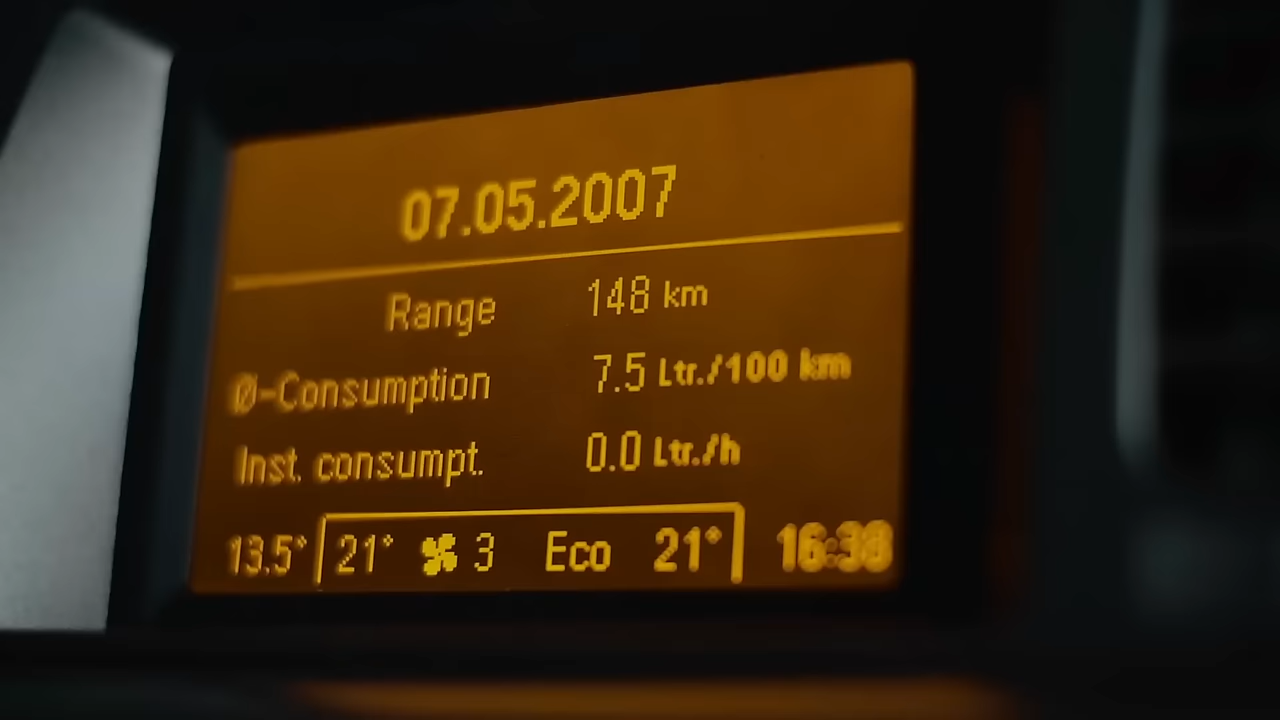 07.05.2007
Range 148 km
Ø-Consumption 7.5 Ltr./100 km
Inst. consumpt. 0.0 Ltr./h
13.5° 21° 3 Eco 21° 16:38